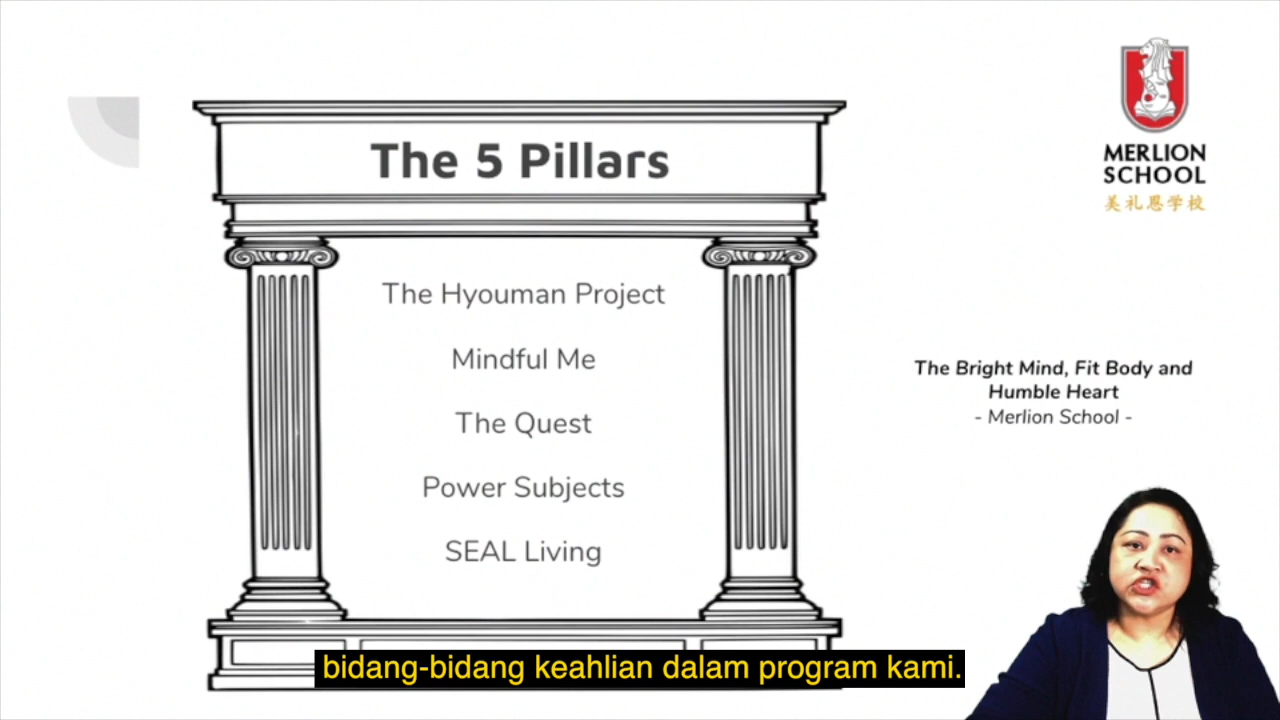 The 5 Pillars
The Hyouman Project
Mindful Me
The Quest
Power Subjects
SEAL Living
MERLION
SCHOOL
美礼恩学校
The Bright Mind, Fit Body and
Humble Heart
- Merlion School -
bidang-bidang keahlian dalam program kami.